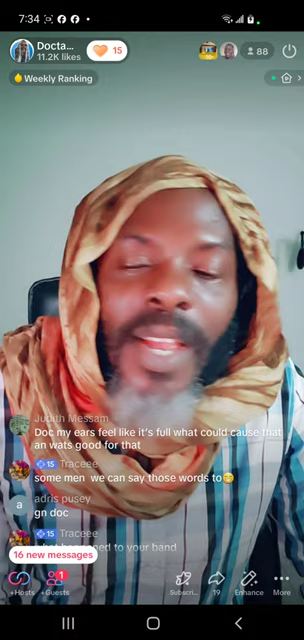 7:34
Docta...
11.2K likes
15
88
Weekly Ranking
Judith Messam
Doc my ears feel like it's full what could cause that
an wats good for that
15 Traceee
some men we can say those words to🤭
a
adris pusey
gn doc
15 Traceee
ned to your band
16 new messages
1
+Hosts
+Guests
Subscri...
19
Enhance
More